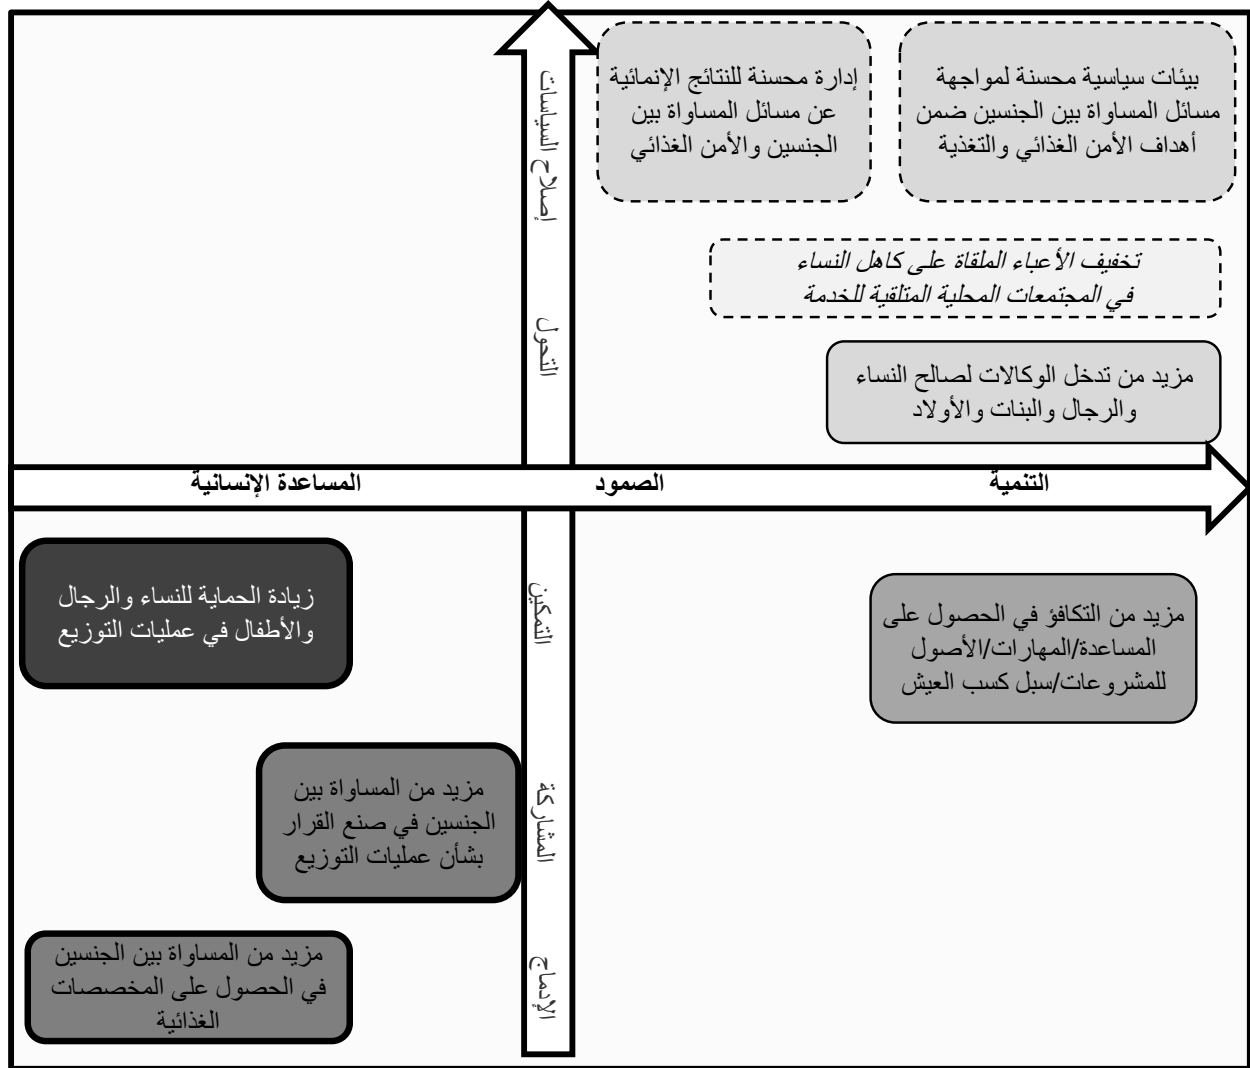 بيئات سياسية محسنة لمواجهة
مسائل المساواة بين الجنسين ضمن
أهداف الأمن الغذائي والتغذية
إدارة محسنة للنتائج الإنمائية
عن مسائل المساواة بين
الجنسين والأمن الغذائي
إصلاح السياسات
تخفيف الأعباء الملقاة على كاهل النساء
في المجتمعات المحلية المتلقية للخدمة
التحول
مزيد من تدخل الوكالات لصالح النساء
والرجال والبنات والأولاد
التنمية
الصمود
المساعدة الإنسانية
مزيد من التكافؤ في الحصول على
المساعدة/المهارات/الأصول
للمشروعات/سبل كسب العيش
التمكين
زيادة الحماية للنساء والرجال
والأطفال في عمليات التوزيع
المشاركة
مزيد من المساواة بين
الجنسين في صنع القرار
بشأن عمليات التوزيع
الإدماج
مزيد من المساواة بين الجنسين
في الحصول على المخصصات
الغذائية